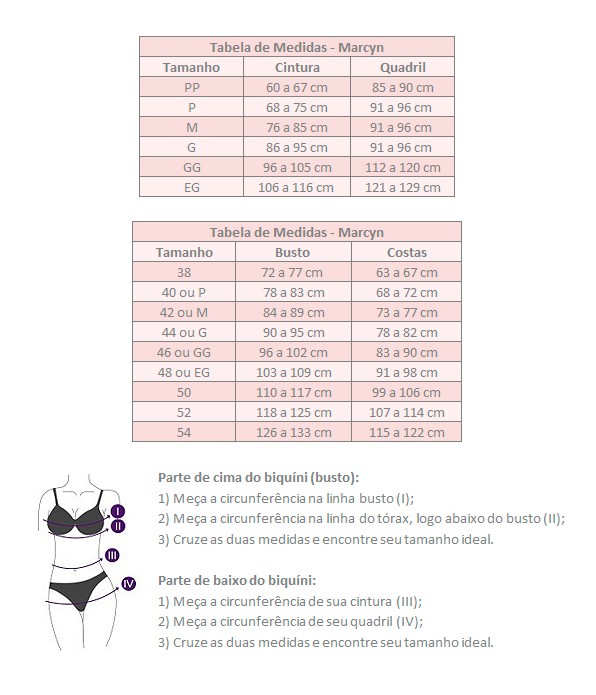 Tabela de Medidas - Marcyn
Tamanho Cintura Quadril
PP 60 a 67 cm 85 a 90 cm
P 68 a 75 cm 91 a 96 cm
M 76 a 85 cm 91 a 96 cm
G 86 a 95 cm 91 a 96 cm
GG 96 a 105 cm 112 a 120 cm
EG 106 a 116 cm 121 a 129 cm
Tabela de Medidas - Marcyn
Tamanho Busto Costas
38 72 a 77 cm 63 a 67 cm
40 ou P 78 a 83 cm 68 a 72 cm
42 ou M 84 a 89 cm 73 a 77 cm
44 ou G 90 a 95 cm 78 a 82 cm
46 ou GG 96 a 102 cm 83 a 90 cm
48 ou EG 103 a 109 cm 91 a 98 cm
50 110 a 117 cm 99 a 106 cm
52 118 a 125 cm 107 a 114 cm
54 126 a 133 cm 115 a 122 cm
I
II
III
IV
Parte de cima do biquíni (busto):
1) Meça a circunferência na linha busto (I);
2) Meça a circunferência na linha do tórax, logo abaixo do busto (II);
3) Cruze as duas medidas e encontre seu tamanho ideal.
Parte de baixo do biquíni:
1) Meça a circunferência de sua cintura (III);
2) Meça a circunferência de seu quadril (IV);
3) Cruze as duas medidas e encontre seu tamanho ideal.